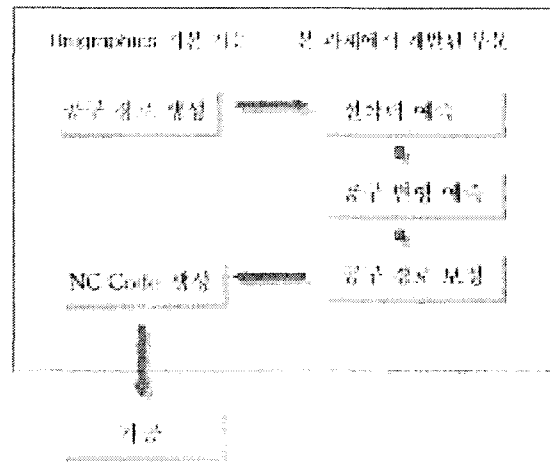 Unigraphics 기본 기능
본 과제에서 개발된 부분
공구 경로 생성
절삭력 예측
공구 변형 예측
NC Code 생성
공구 경로 보정
가공